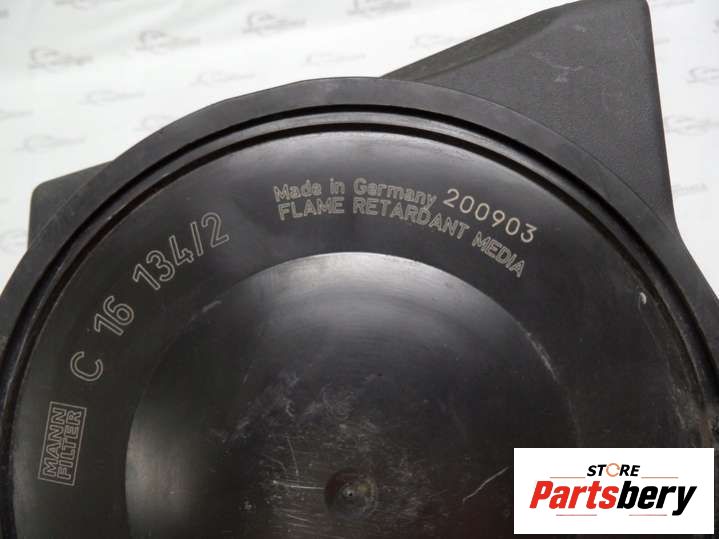 Made in Germany 200903
FLAME RETARDANT MEDIA
C 16 134/2
MANN
FILTER
STORE
Partsbery